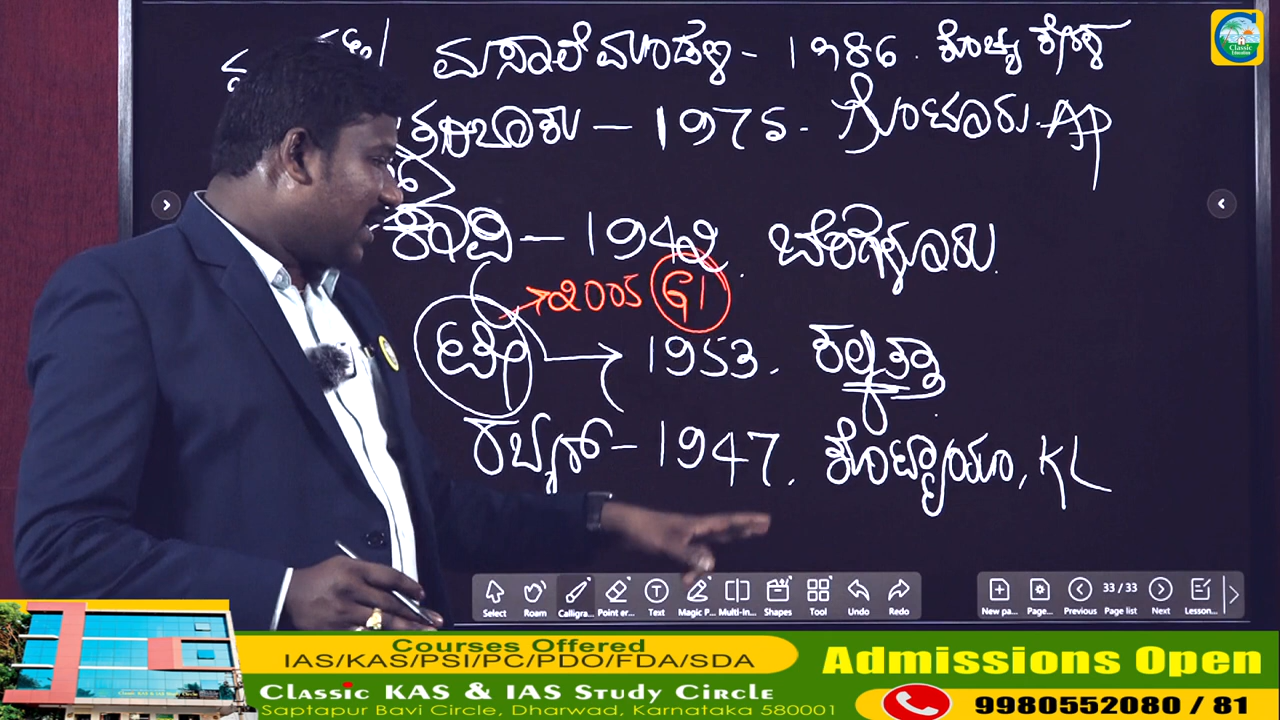 ಮಸಾಲೆ ಮಂಡಳಿ - 1986. ಕೊಚ್ಚಿ ಕೇರಳ
ತಂಬಾಕು - 1975. ಗುಂಟೂರು. AP
ಕಾಫಿ - 1942. ಬೆಂಗಳೂರು.
→ 2005 GI
ಟೀ → 1953. ಕಲ್ಕತ್ತಾ.
ರಬ್ಬರ್ - 1947. ಕೊಟ್ಟಾಯಂ, KL
Classic
Education
Select Roam Calligra... Point er... Text Magic P... Multi-In... Shapes Tool Undo Redo
New pa... Page... Previous 33 / 33 Page list Next Lesson...
Courses Offered
IAS/KAS/PSI/PC/PDO/FDA/SDA
Classic KAS & IAS Study Circle
Saptapur Bavi Circle, Dharwad, Karnataka 580001
Admissions Open
9980552080 / 81